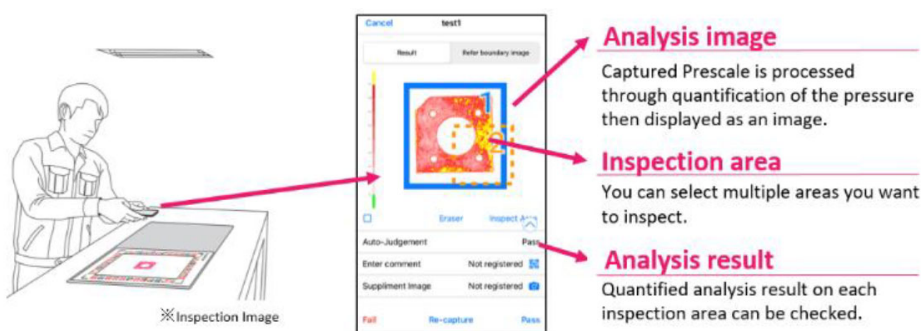 Cancel
test1
Result
Refer boundary image
1
2
Eraser
Inspect Area
Auto-Judgement
Pass
Enter comment
Not registered
Suppliment Image
Not registered
Fail
Re-capture
Pass
※Inspection Image
Analysis image
Captured Prescale is processed
through quantification of the pressure
then displayed as an image.
Inspection area
You can select multiple areas you want
to inspect.
Analysis result
Quantified analysis result on each
inspection area can be checked.